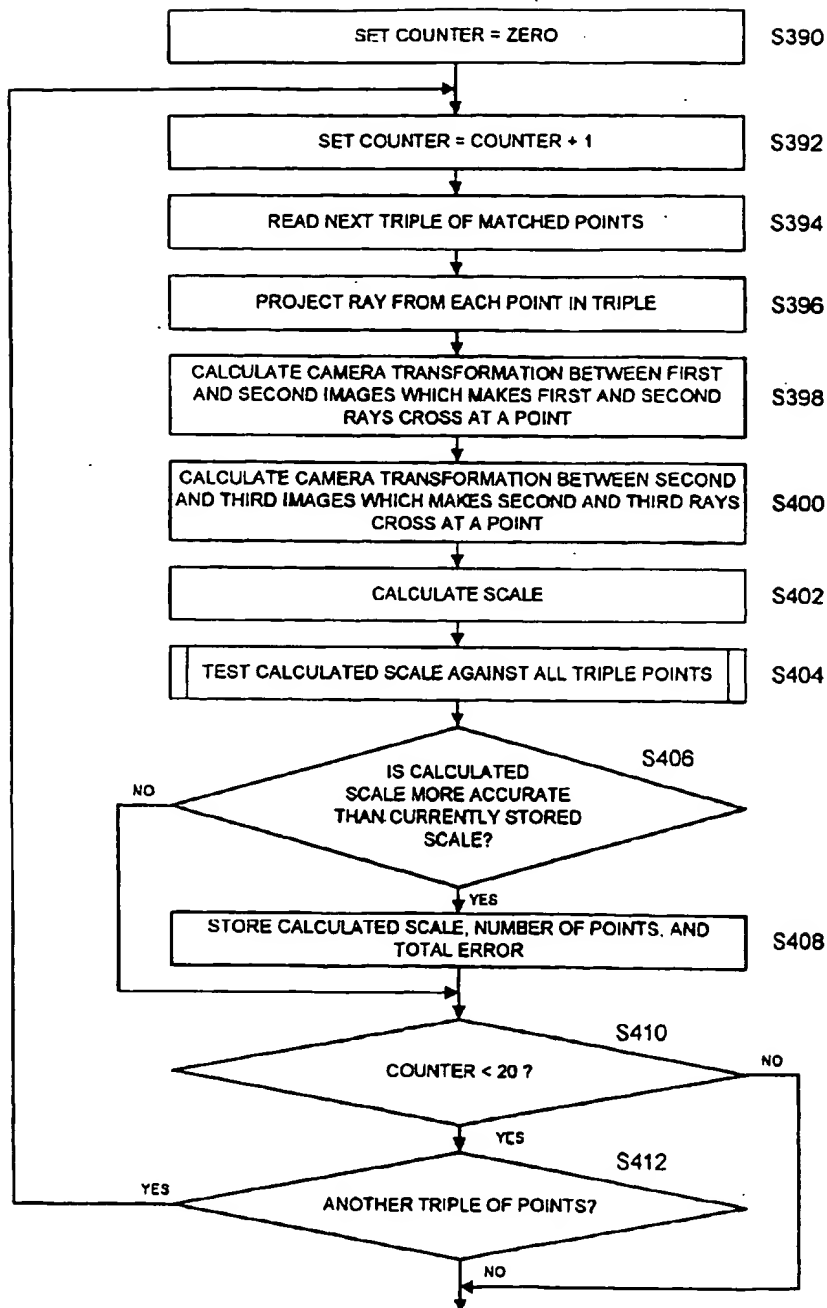 SET COUNTER = ZERO
S390
SET COUNTER = COUNTER + 1
S392
READ NEXT TRIPLE OF MATCHED POINTS
S394
PROJECT RAY FROM EACH POINT IN TRIPLE
S396
CALCULATE CAMERA TRANSFORMATION BETWEEN FIRST
AND SECOND IMAGES WHICH MAKES FIRST AND SECOND
RAYS CROSS AT A POINT
S398
CALCULATE CAMERA TRANSFORMATION BETWEEN SECOND
AND THIRD IMAGES WHICH MAKES SECOND AND THIRD RAYS
CROSS AT A POINT
S400
CALCULATE SCALE
S402
TEST CALCULATED SCALE AGAINST ALL TRIPLE POINTS
S404
S406
IS CALCULATED
SCALE MORE ACCURATE
THAN CURRENTLY STORED
SCALE?
NO
YES
STORE CALCULATED SCALE, NUMBER OF POINTS, AND
TOTAL ERROR
S408
S410
COUNTER < 20 ?
NO
YES
S412
YES
ANOTHER TRIPLE OF POINTS?
NO